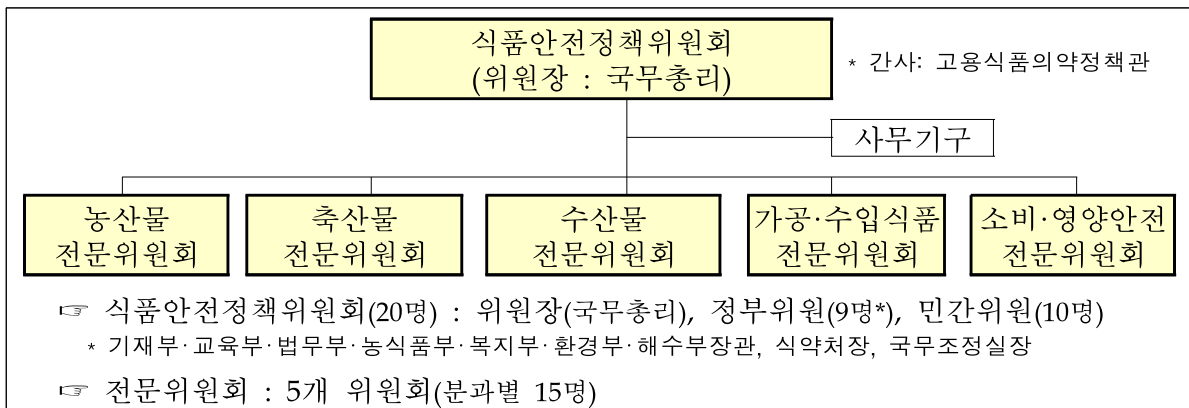 식품안전정책위원회
(위원장 : 국무총리)
* 간사: 고용식품의약정책관
사무기구
농산물
전문위원회
축산물
전문위원회
수산물
전문위원회
가공·수입식품
전문위원회
소비·영양안전
전문위원회
☞ 식품안전정책위원회(20명) : 위원장(국무총리), 정부위원(9명*), 민간위원(10명)
* 기재부·교육부·법무부·농식품부·복지부·환경부·해수부장관, 식약처장, 국무조정실장
☞ 전문위원회 : 5개 위원회(분과별 15명)